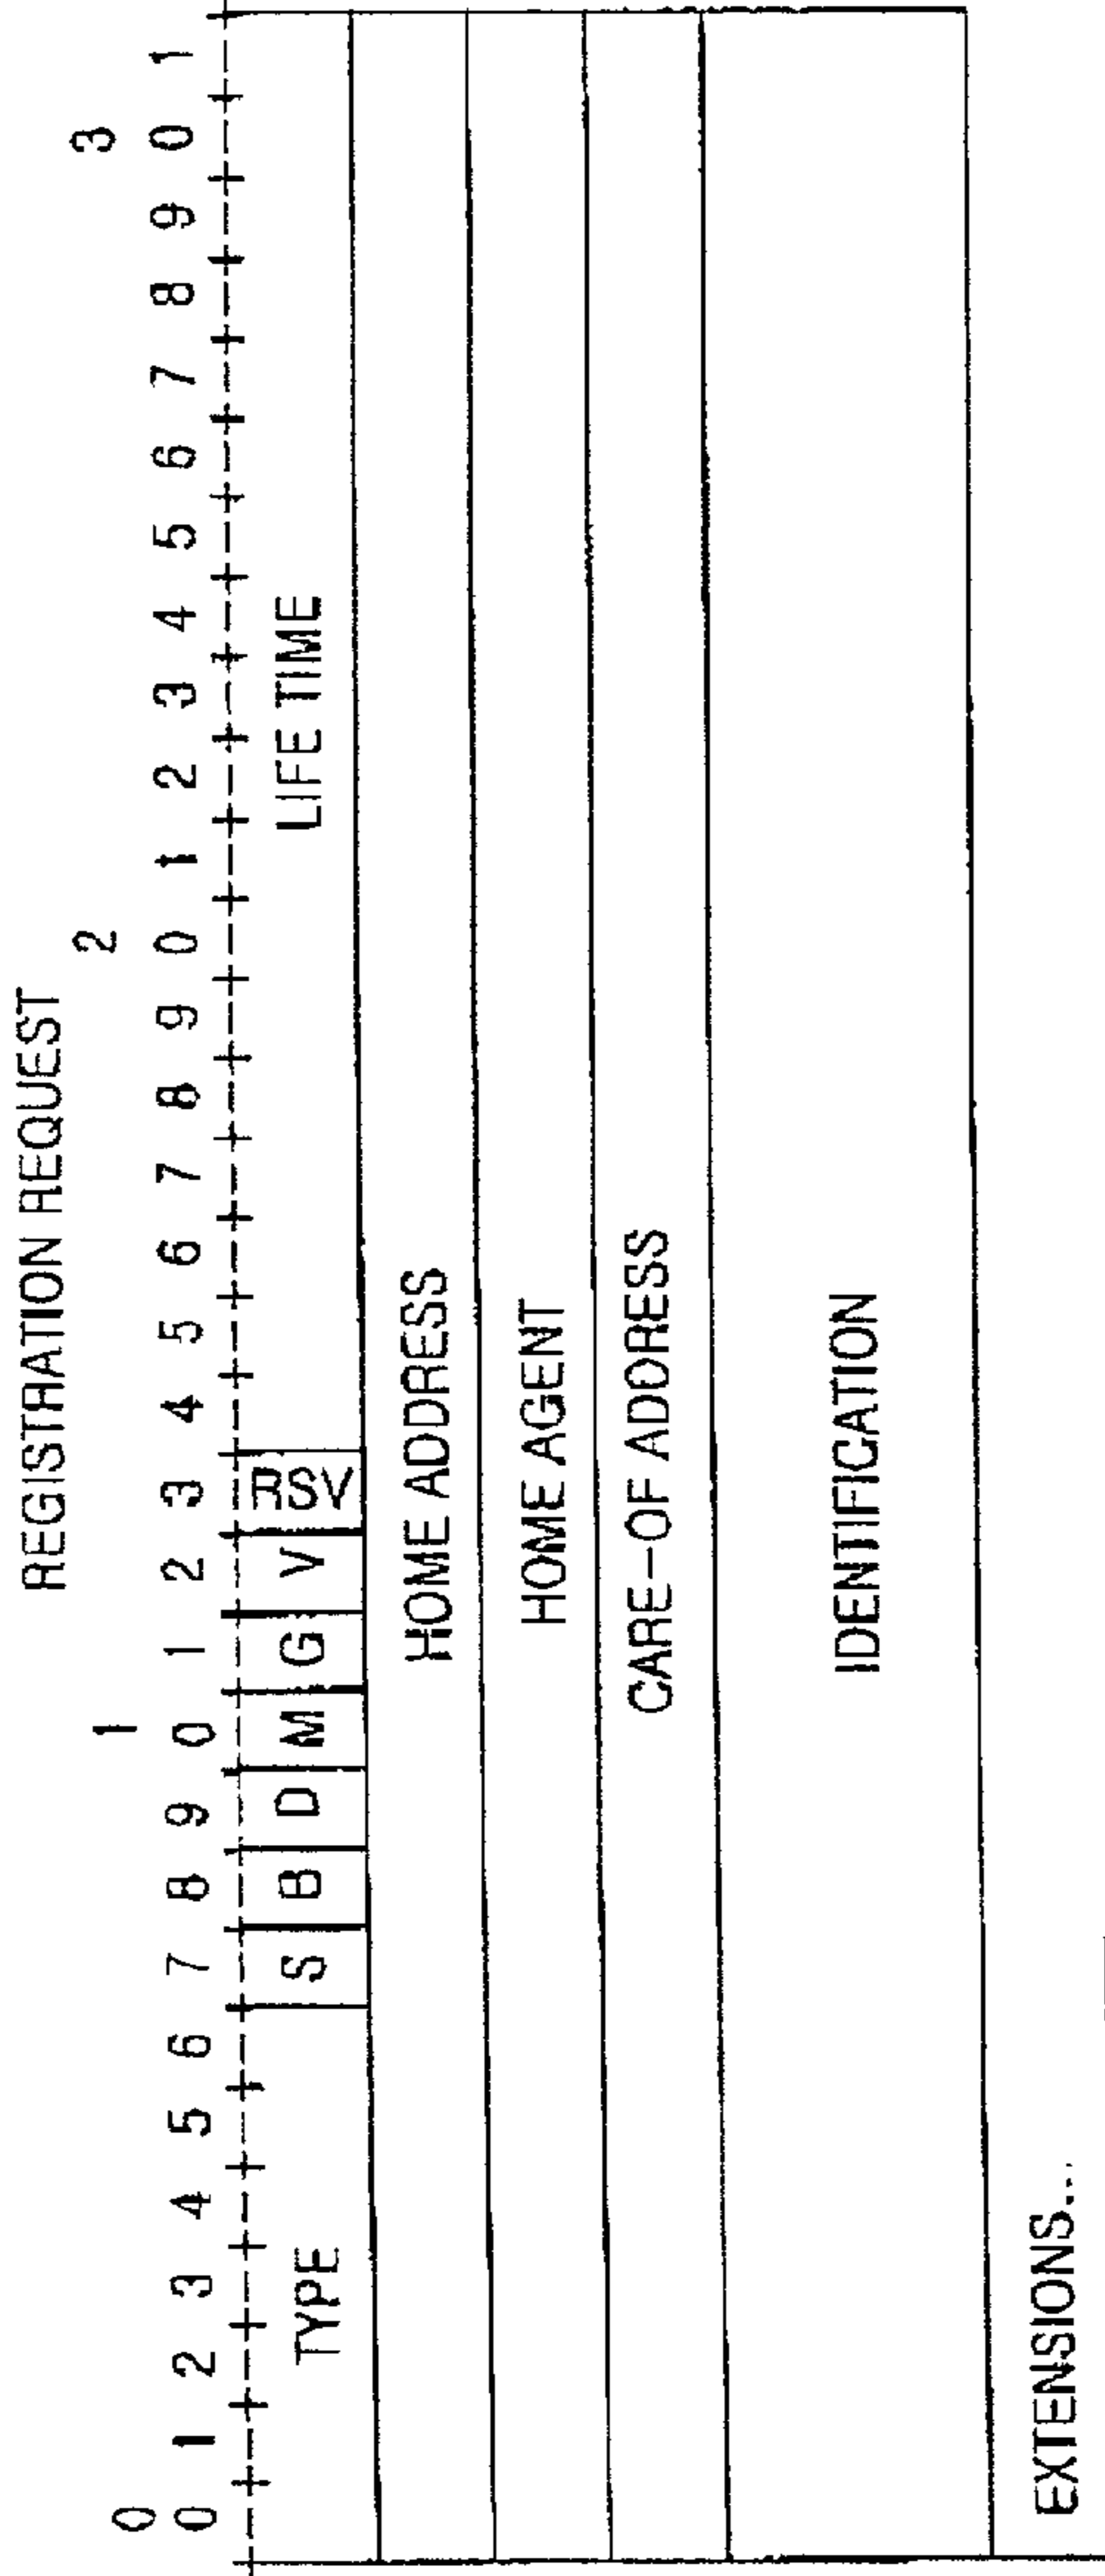 REGISTRATION REQUEST
0 1 2 3
0 1 2 3 4 5 6 7 8 9 0 1 2 3 4 5 6 7 8 9 0 1 2 3 4 5 6 7 8 9 0 1
TYPE S B D M G V RSV LIFE TIME
HOME ADDRESS
HOME AGENT
CARE-OF ADDRESS
IDENTIFICATION
EXTENSIONS...